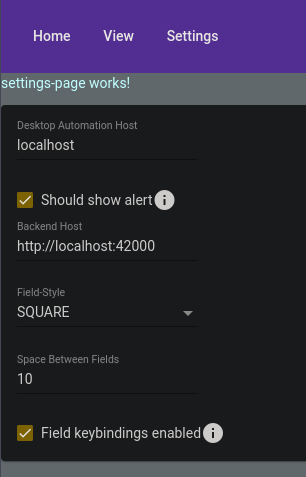 Home View Settings
settings-page works!
Desktop Automation Host
localhost
Should show alert
Backend Host
http://localhost:42000
Field-Style
SQUARE
Space Between Fields
10
Field keybindings enabled